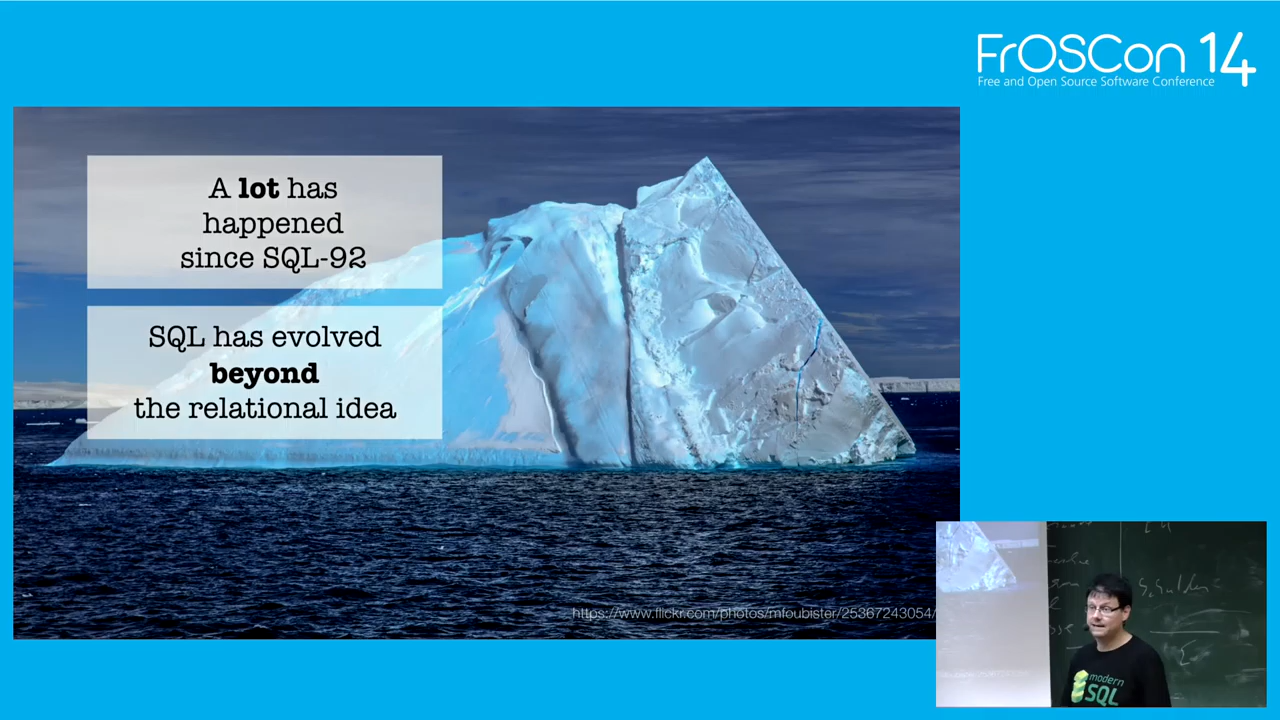 FrOSCon 14
Free and Open Source Software Conference
A lot has
happened
since SQL-92
SQL has evolved
beyond
the relational idea
https://www.flickr.com/photos/mfoubister/25367243054/
modern
SQL